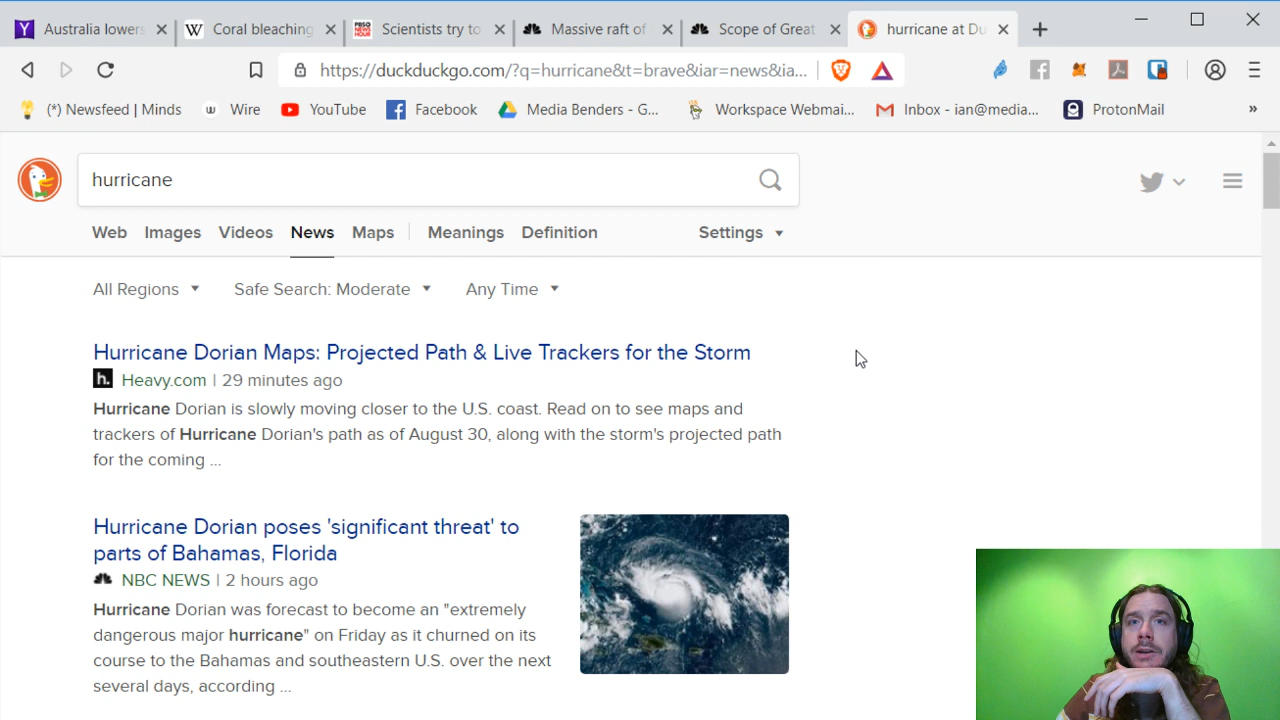 Australia lowers
Coral bleaching
Scientists try to
Massive raft of
Scope of Great
hurricane at Du
https://duckduckgo.com/?q=hurricane&t=brave&iar=news&ia...
(*) Newsfeed | Minds
w Wire
YouTube
Facebook
Media Benders - G...
Workspace Webmai...
Inbox - ian@media...
ProtonMail
»
hurricane
Web Images Videos News Maps Meanings Definition Settings
All Regions Safe Search: Moderate Any Time
Hurricane Dorian Maps: Projected Path & Live Trackers for the Storm
h. Heavy.com | 29 minutes ago
Hurricane Dorian is slowly moving closer to the U.S. coast. Read on to see maps and
trackers of Hurricane Dorian's path as of August 30, along with the storm's projected path
for the coming ...
Hurricane Dorian poses 'significant threat' to
parts of Bahamas, Florida
NBC NEWS | 2 hours ago
Hurricane Dorian was forecast to become an "extremely
dangerous major hurricane" on Friday as it churned on its
course to the Bahamas and southeastern U.S. over the next
several days, according ...